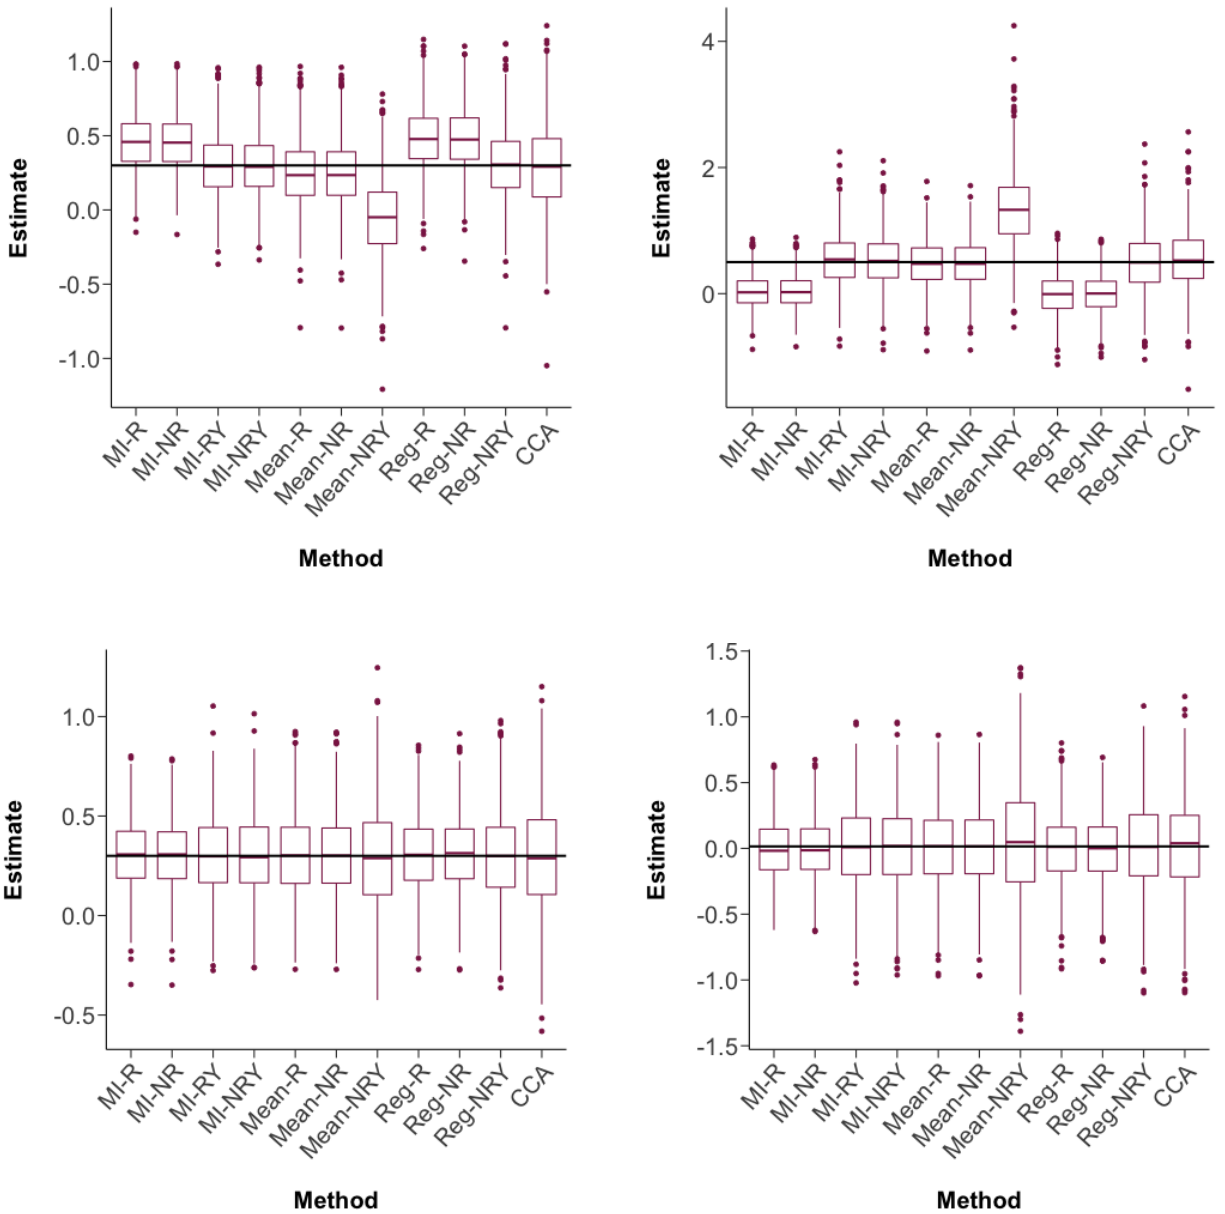 Estimate
1.0
0.5
0.0
-0.5
-1.0
MI-R
MI-NR
MI-RY
MI-NRY
Mean-R
Mean-NR
Mean-NRY
Reg-R
Reg-NR
Reg-NRY
CCA
Method
Estimate
4
2
0
MI-R
MI-NR
MI-RY
MI-NRY
Mean-R
Mean-NR
Mean-NRY
Reg-R
Reg-NR
Reg-NRY
CCA
Method
Estimate
1.0
0.5
0.0
-0.5
MI-R
MI-NR
MI-RY
MI-NRY
Mean-R
Mean-NR
Mean-NRY
Reg-R
Reg-NR
Reg-NRY
CCA
Method
Estimate
1.5
1.0
0.5
0.0
-0.5
-1.0
-1.5
MI-R
MI-NR
MI-RY
MI-NRY
Mean-R
Mean-NR
Mean-NRY
Reg-R
Reg-NR
Reg-NRY
CCA
Method